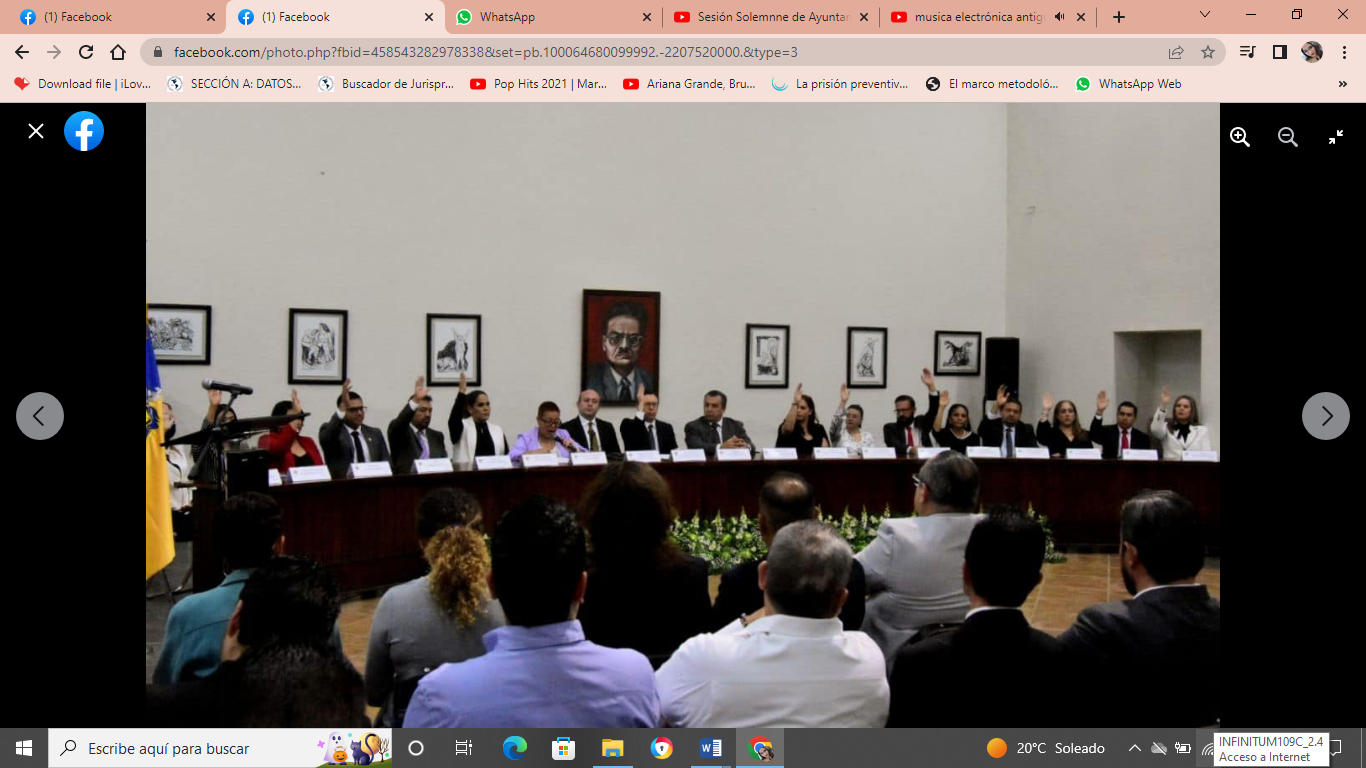 (1) Facebook
(1) Facebook
WhatsApp
Sesión Solemnne de Ayuntan
musica electrónica antigu
facebook.com/photo.php?fbid=458543282978338&set=pb.100064680099992.-2207520000.&type=3
Download file | iLov...
SECCIÓN A: DATOS...
Buscador de Jurispr...
Pop Hits 2021 | Mar...
Ariana Grande, Bru...
La prisión preventiv...
El marco metodoló...
WhatsApp Web
Escribe aquí para buscar
20°C Soleado
INFINITUM109C_2.4
Acceso a Internet